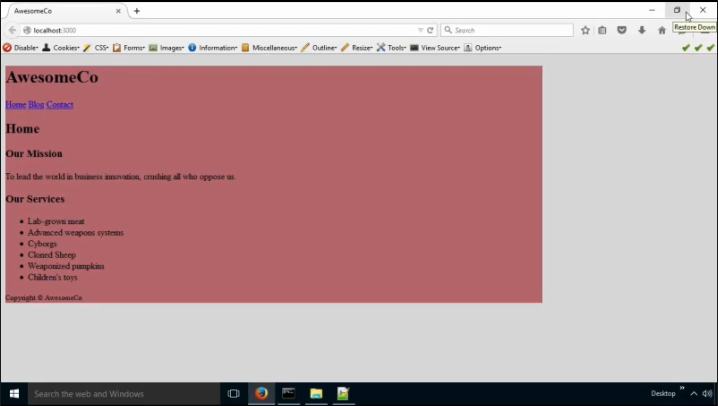 AwesomeCo
localhost:3000
Search
Restore Down
Disable Cookies CSS Forms Images Information Miscellaneous Outline Resize Tools View Source Options
AwesomeCo
Home Blog Contact
Home
Our Mission
To lead the world in business innovation, crushing all who oppose us.
Our Services
Lab-grown meat
Advanced weapons systems
Cyborgs
Cloned Sheep
Weaponized pumpkins
Children's toys
Copyright © AwesomeCo
Search the web and Windows
Desktop